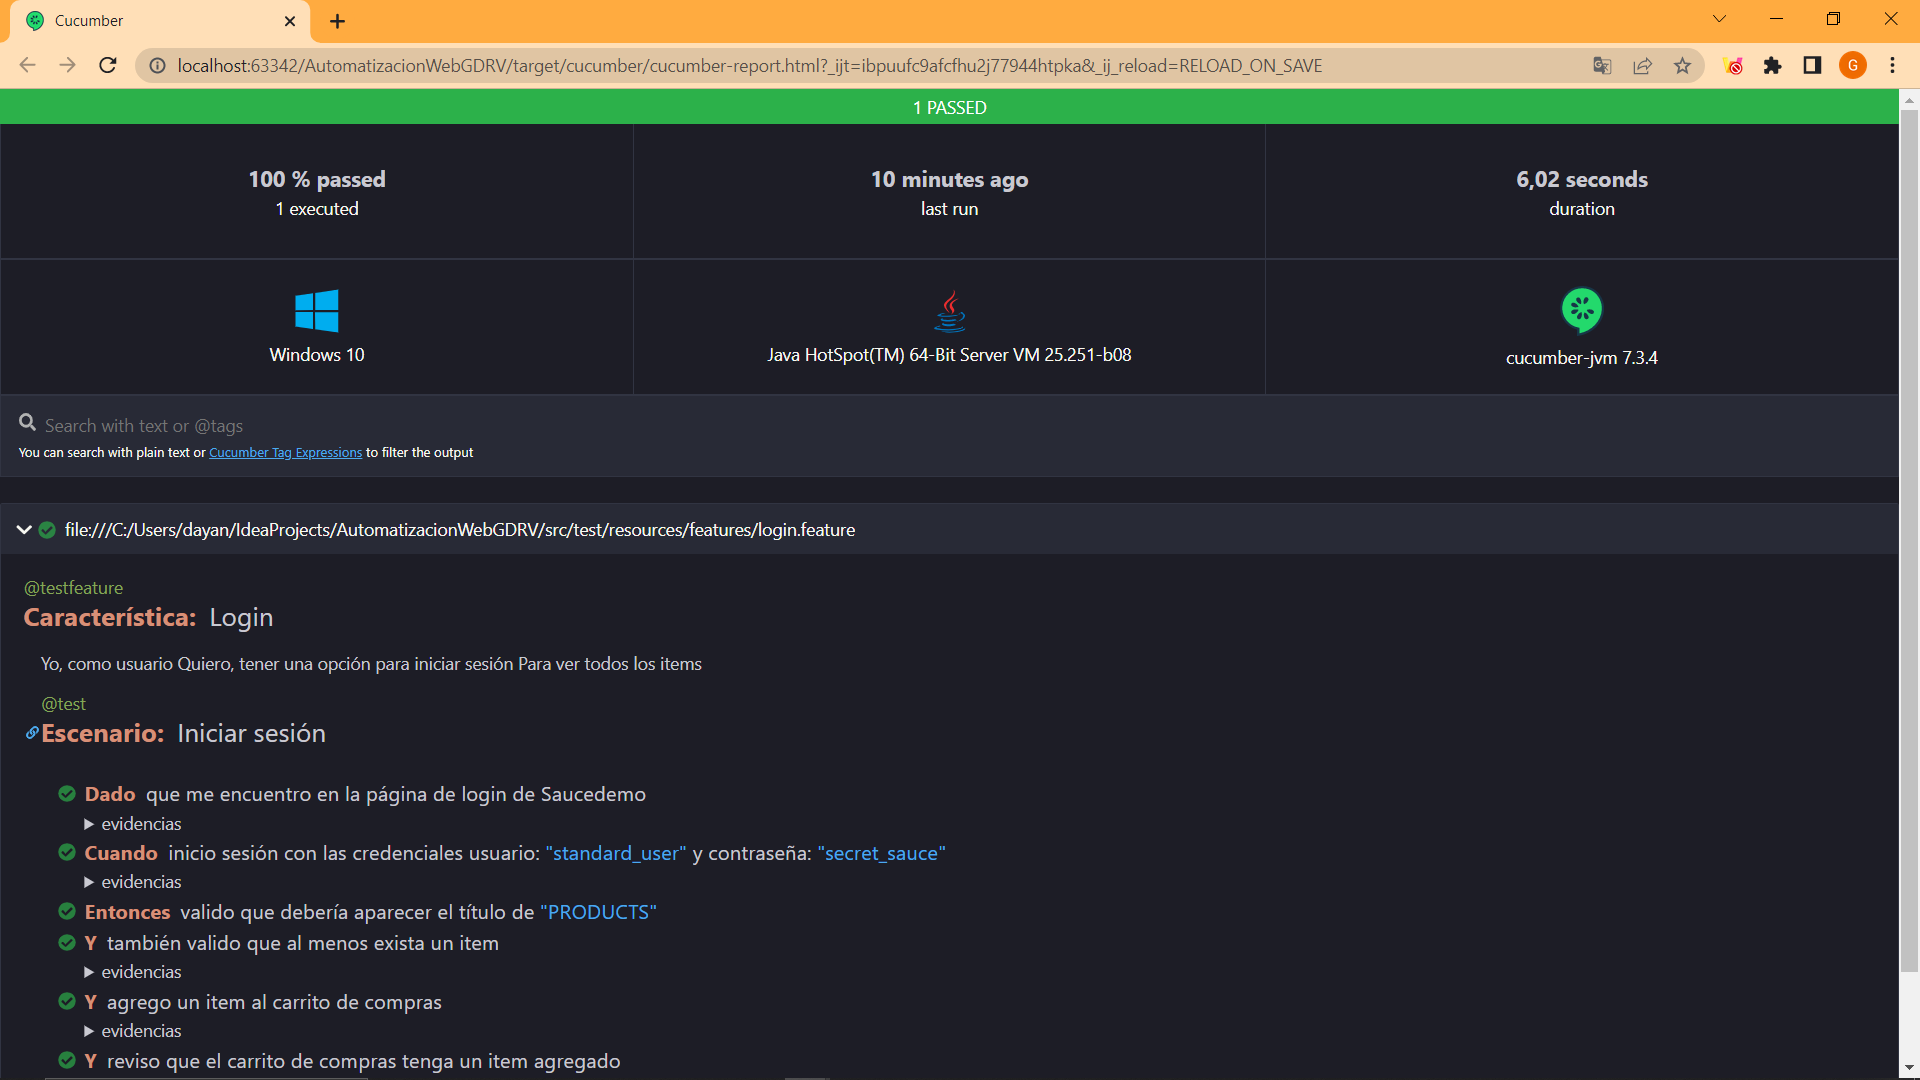 Cucumber
localhost:63342/AutomatizacionWebGDRV/target/cucumber/cucumber-report.html?_ijt=ibpuufc9afcfhu2j77944htpka&_ij_reload=RELOAD_ON_SAVE
G
1 PASSED
100 % passed
1 executed
10 minutes ago
last run
6,02 seconds
duration
Windows 10
Java HotSpot(TM) 64-Bit Server VM 25.251-b08
cucumber-jvm 7.3.4
Search with text or @tags
You can search with plain text or Cucumber Tag Expressions to filter the output
file:///C:/Users/dayan/IdeaProjects/AutomatizacionWebGDRV/src/test/resources/features/login.feature
@testfeature
Característica: Login
Yo, como usuario Quiero, tener una opción para iniciar sesión Para ver todos los items
@test
Escenario: Iniciar sesión
Dado que me encuentro en la página de login de Saucedemo
evidencias
Cuando inicio sesión con las credenciales usuario: "standard_user" y contraseña: "secret_sauce"
evidencias
Entonces valido que debería aparecer el título de "PRODUCTS"
Y también valido que al menos exista un item
evidencias
Y agrego un item al carrito de compras
evidencias
Y reviso que el carrito de compras tenga un item agregado